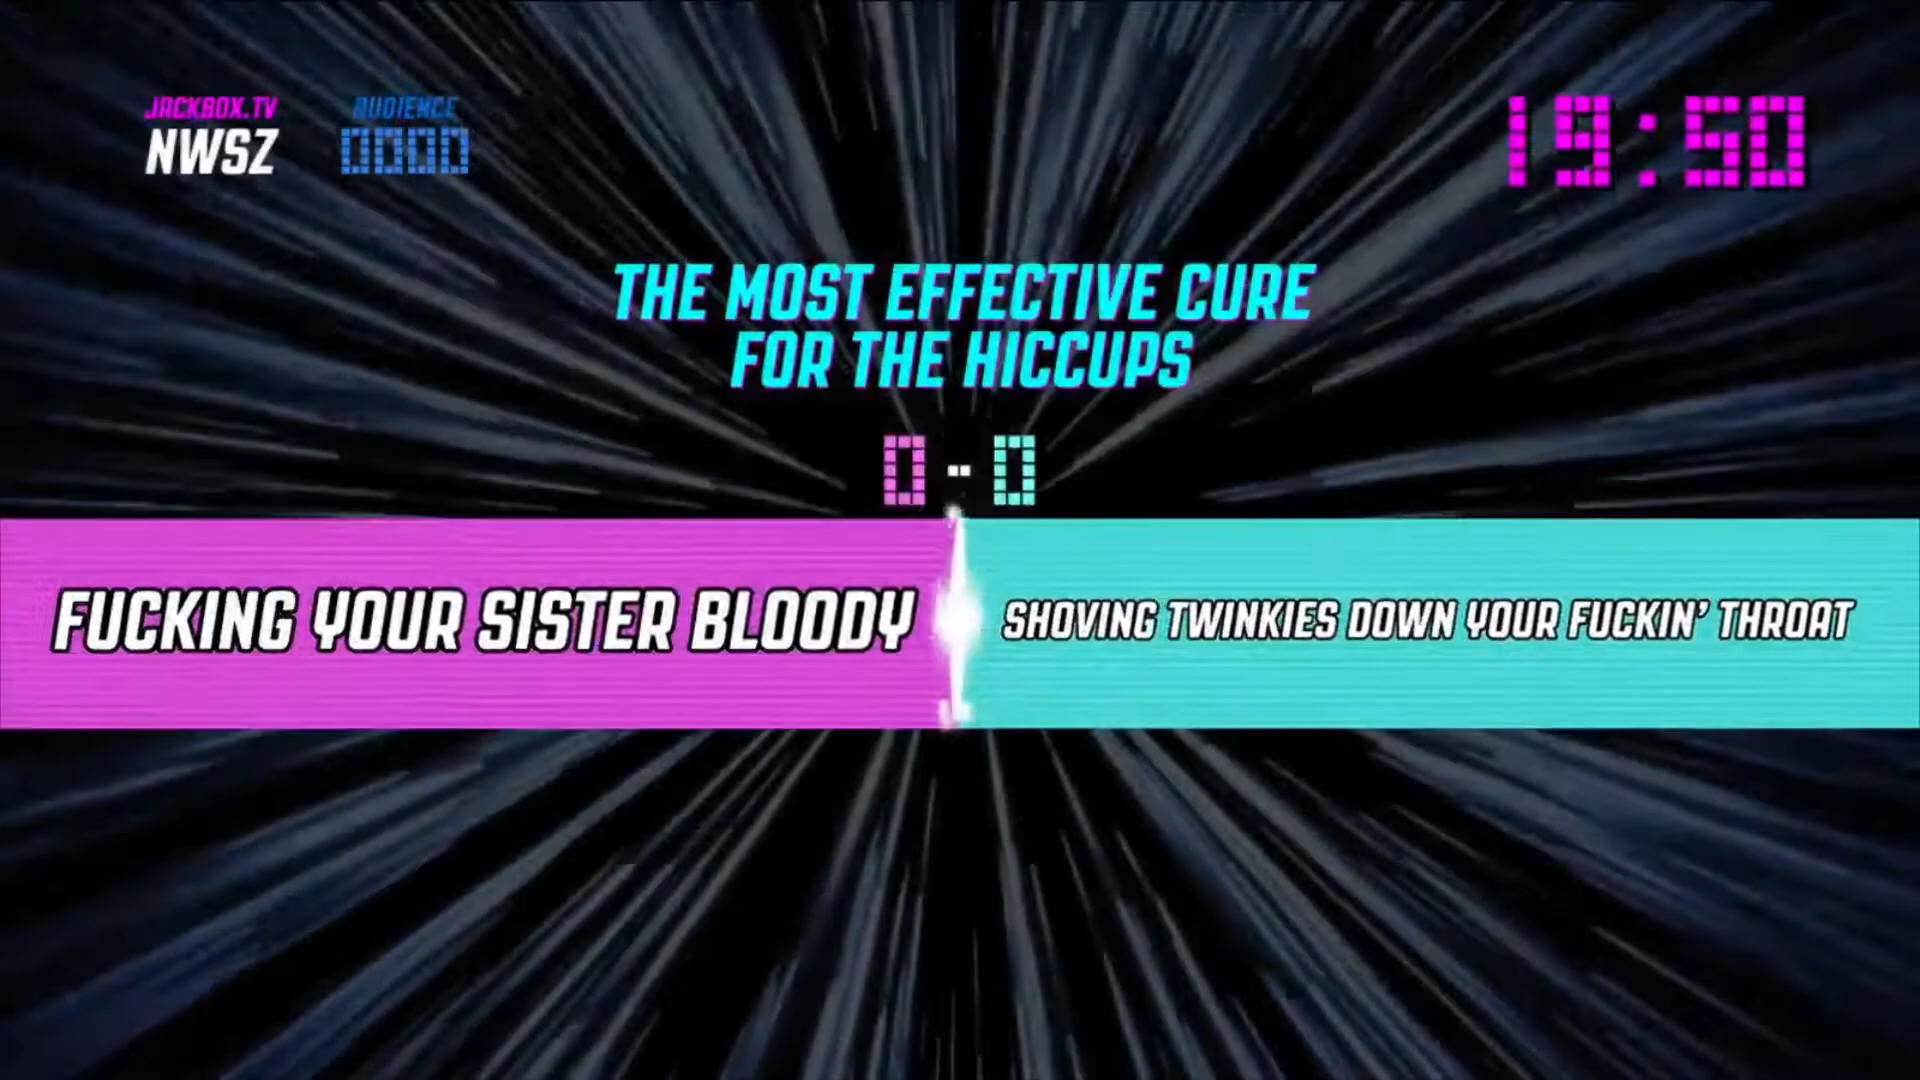 JACKBOX.TV
NWSZ
AUDIENCE
0000
19:50
THE MOST EFFECTIVE CURE
FOR THE HICCUPS
0 - 0
FUCKING YOUR SISTER BLOODY
SHOVING TWINKIES DOWN YOUR FUCKIN' THROAT